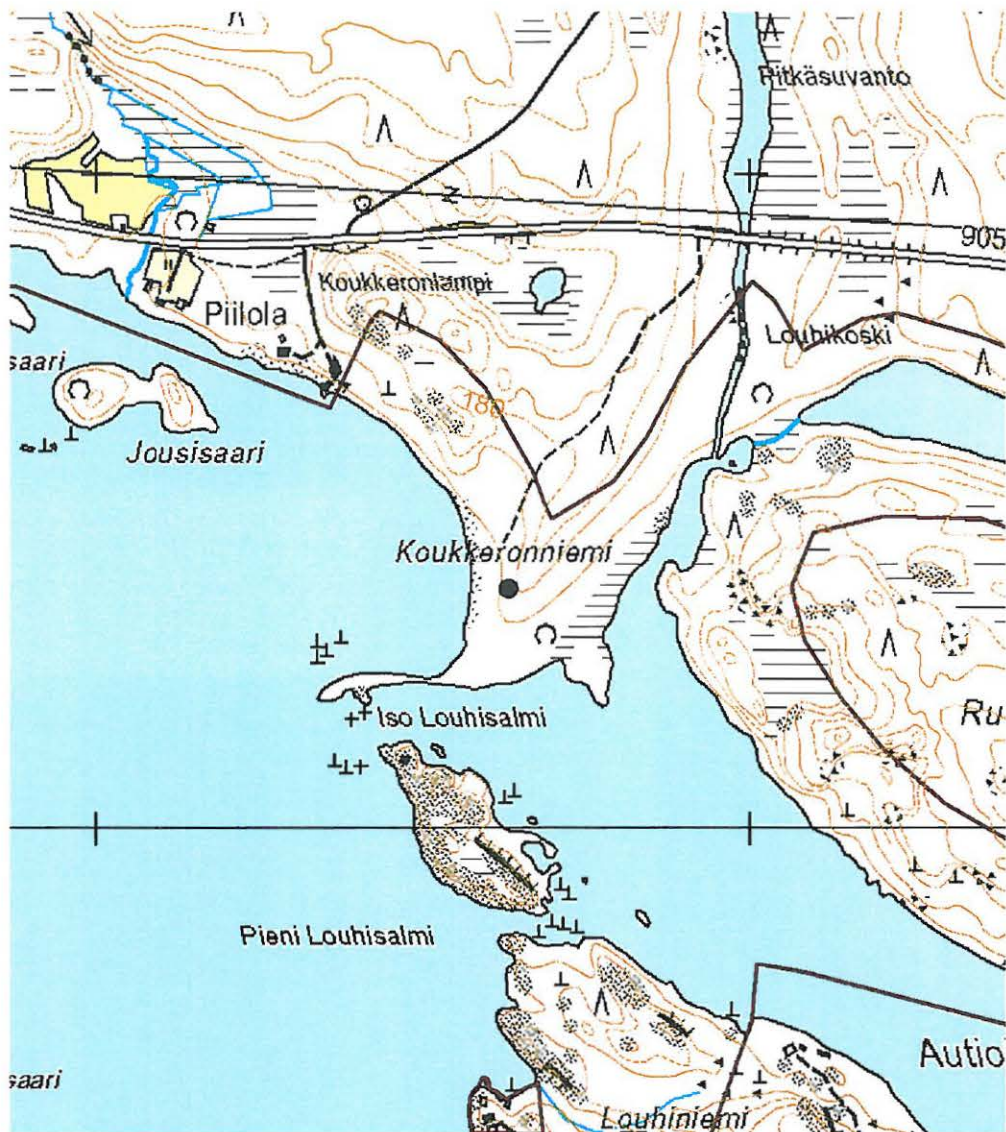 Pitkäsuvanto
905
Koukkeronlampi
Piilola
Louhikoski
saari
180
Jousisaari
Koukkeronniemi
Iso Louhisalmi
Ru
Pieni Louhisalmi
Autio
saari
Louhiniemi